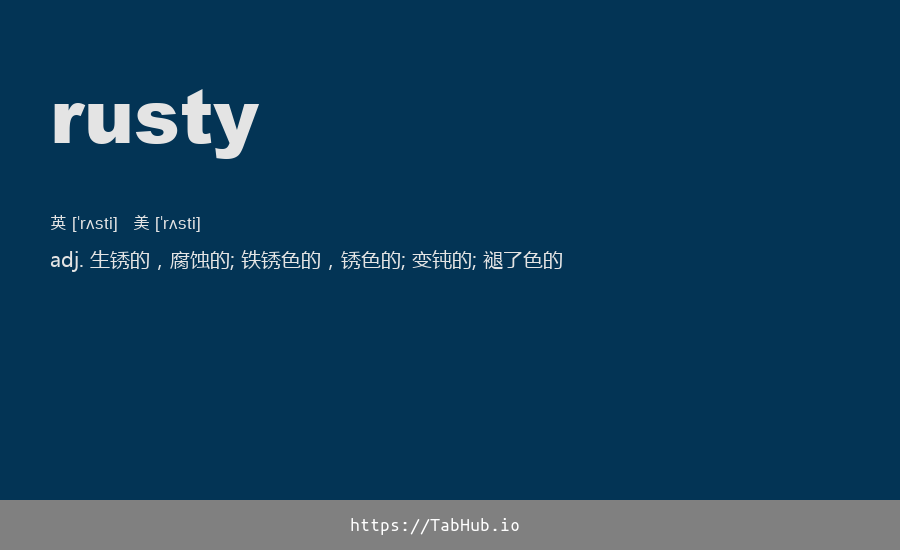 rusty
英 [ˈrʌsti]   美 [ˈrʌsti]
adj. 生锈的，腐蚀的; 铁锈色的，锈色的; 变钝的; 褪了色的
https://TabHub.io